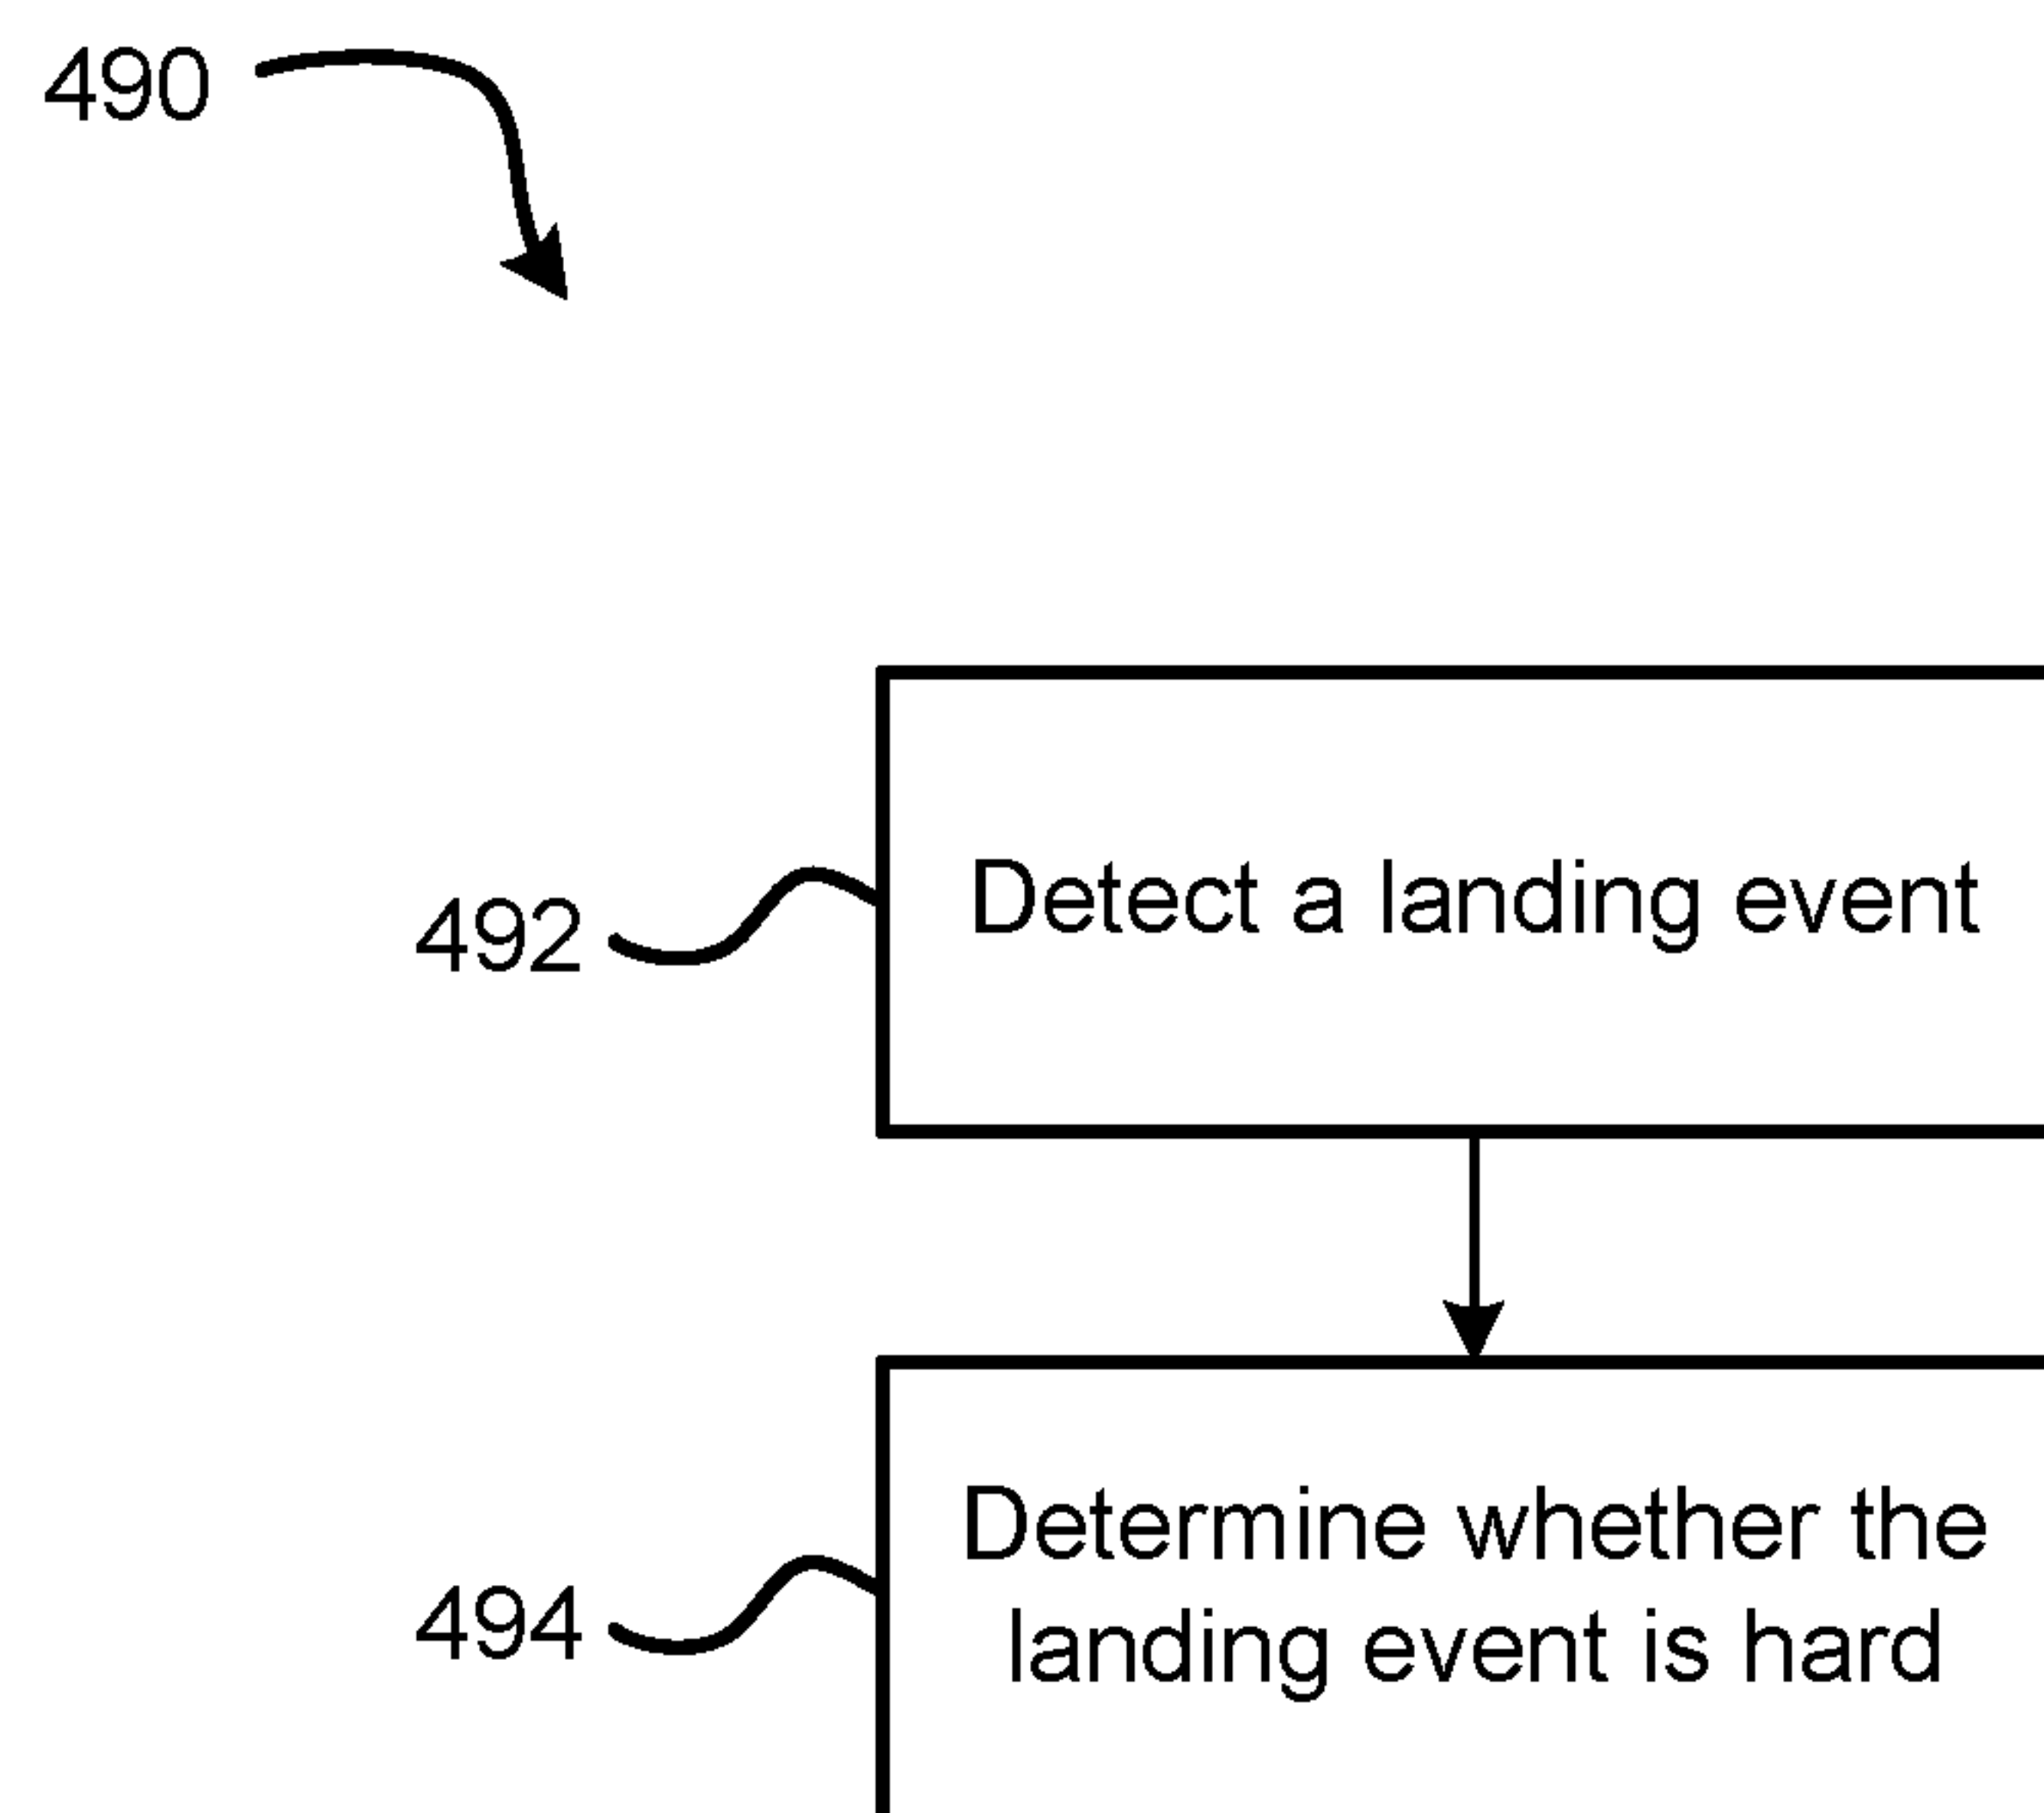 490
492
Detect a landing event
494
Determine whether the
landing event is hard